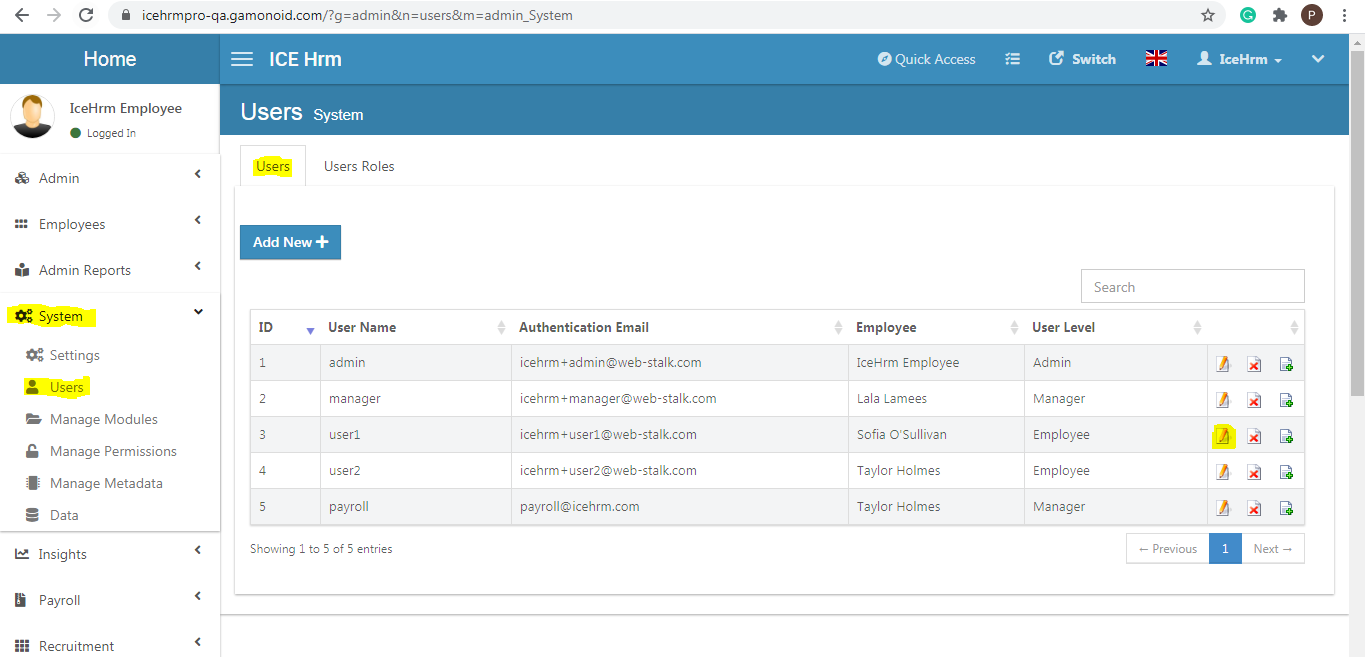 icehrmpro-qa.gamonoid.com/?g=admin&n=users&m=admin_System
P
Home
ICE Hrm
Quick Access
Switch
IceHrm
IceHrm Employee
Logged In
Users System
Admin
Employees
Admin Reports
System
Settings
Users
Manage Modules
Manage Permissions
Manage Metadata
Data
Insights
Payroll
Recruitment
Users Users Roles
Add New
Search
ID User Name Authentication Email Employee User Level
1 admin icehrm+admin@web-stalk.com IceHrm Employee Admin
2 manager icehrm+manager@web-stalk.com Lala Lamees Manager
3 user1 icehrm+user1@web-stalk.com Sofia O'Sullivan Employee
4 user2 icehrm+user2@web-stalk.com Taylor Holmes Employee
5 payroll payroll@icehrm.com Taylor Holmes Manager
Showing 1 to 5 of 5 entries
← Previous 1 Next →